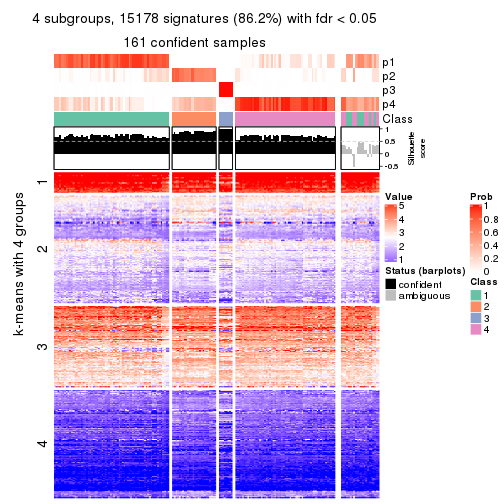 4 subgroups, 15178 signatures (86.2%) with fdr < 0.05
161 confident samples
p1
p2
p3
p4
Class
1
0.5
0
-0.5
Silhouette
score
k-means with 4 groups
1
2
3
4
Value
5
4
3
2
1
Status (barplots)
confident
ambiguous
Prob
1
0.8
0.6
0.4
0.2
0
Class
1
2
3
4